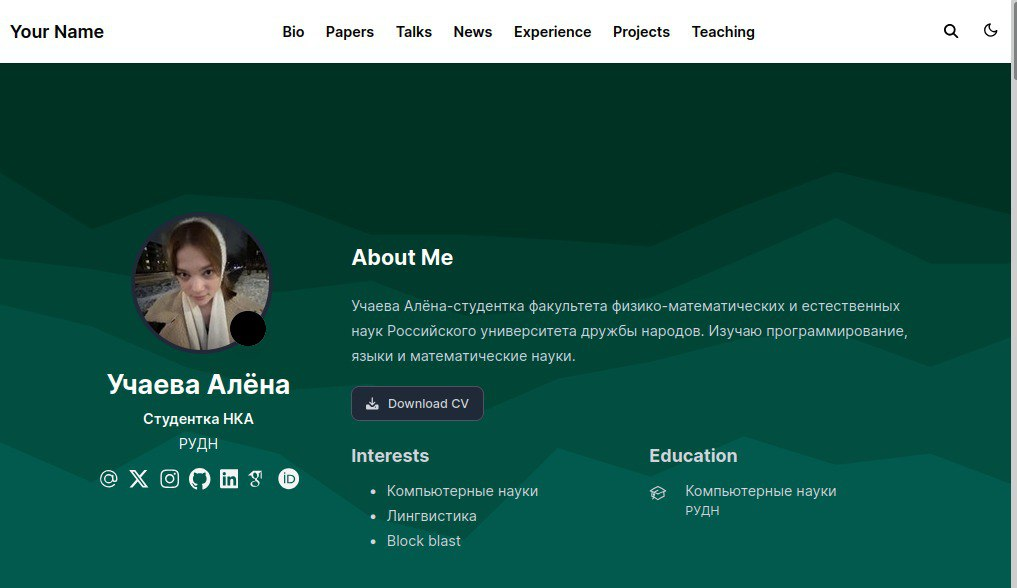 Your Name
Bio Papers Talks News Experience Projects Teaching
Учаева Алёна
Студентка НКА
РУДН
in
iD
About Me
Учаева Алёна-студентка факультета физико-математических и естественных
наук Российского университета дружбы народов. Изучаю программирование,
языки и математические науки.
Download CV
Interests
Компьютерные науки
Лингвистика
Block blast
Education
Компьютерные науки
РУДН